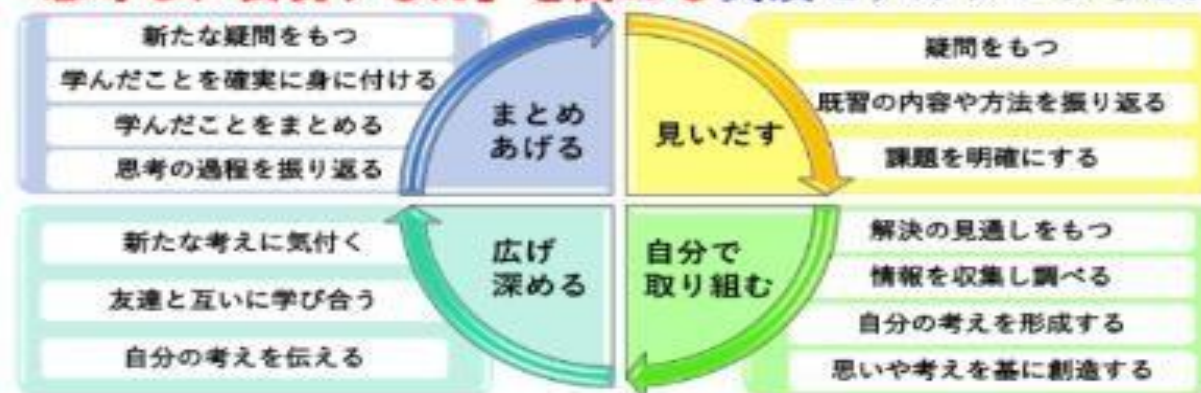 新たな疑問をもつ
学んだことを確実に身に付ける
学んだことをまとめる
思考の過程を振り返る
まとめ
あげる
見いだす
疑問をもつ
既習の内容や方法を振り返る
課題を明確にする
新たな考えに気付く
友達と互いに学び合う
自分の考えを伝える
広げ
深める
自分で
取り組む
解決の見通しをもつ
情報を収集し調べる
自分の考えを形成する
思いや考えを基に創造する